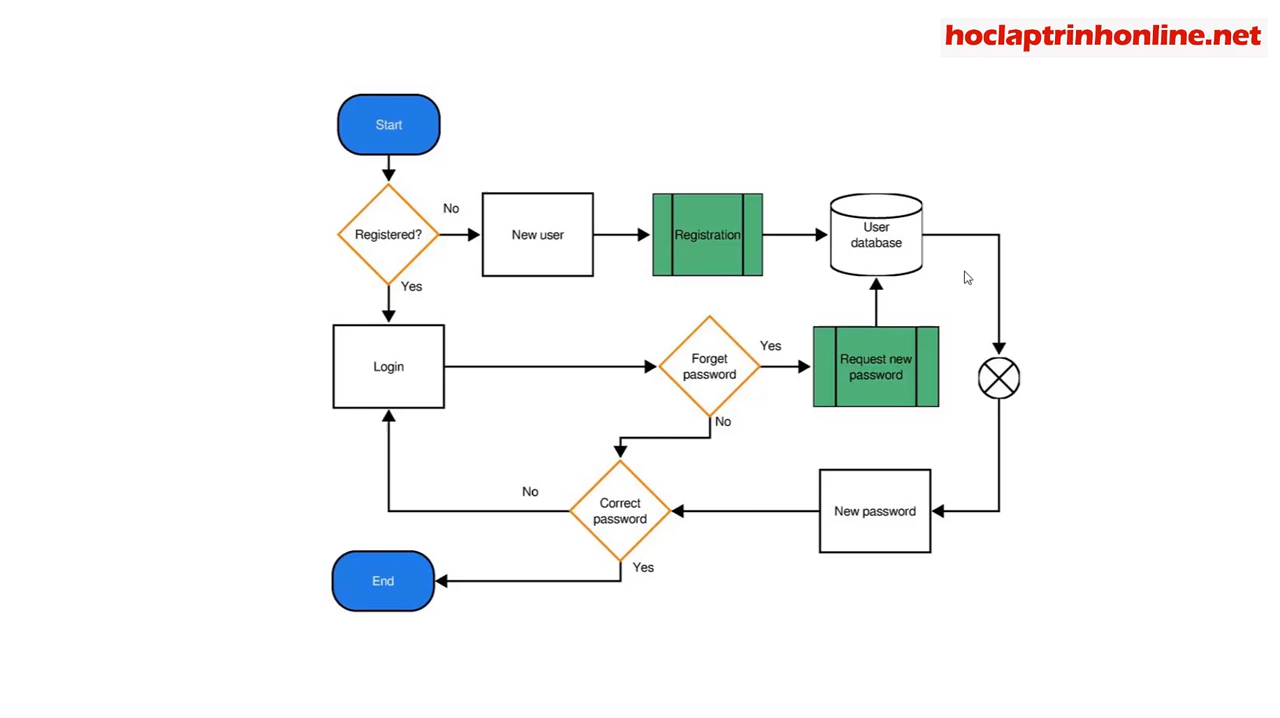 hoclaptrinhonline.net
Start
No
Registered?
New user
Registration
User
database
Yes
Login
Forget
password
Yes
Request new
password
No
No
Correct
password
New password
Yes
End